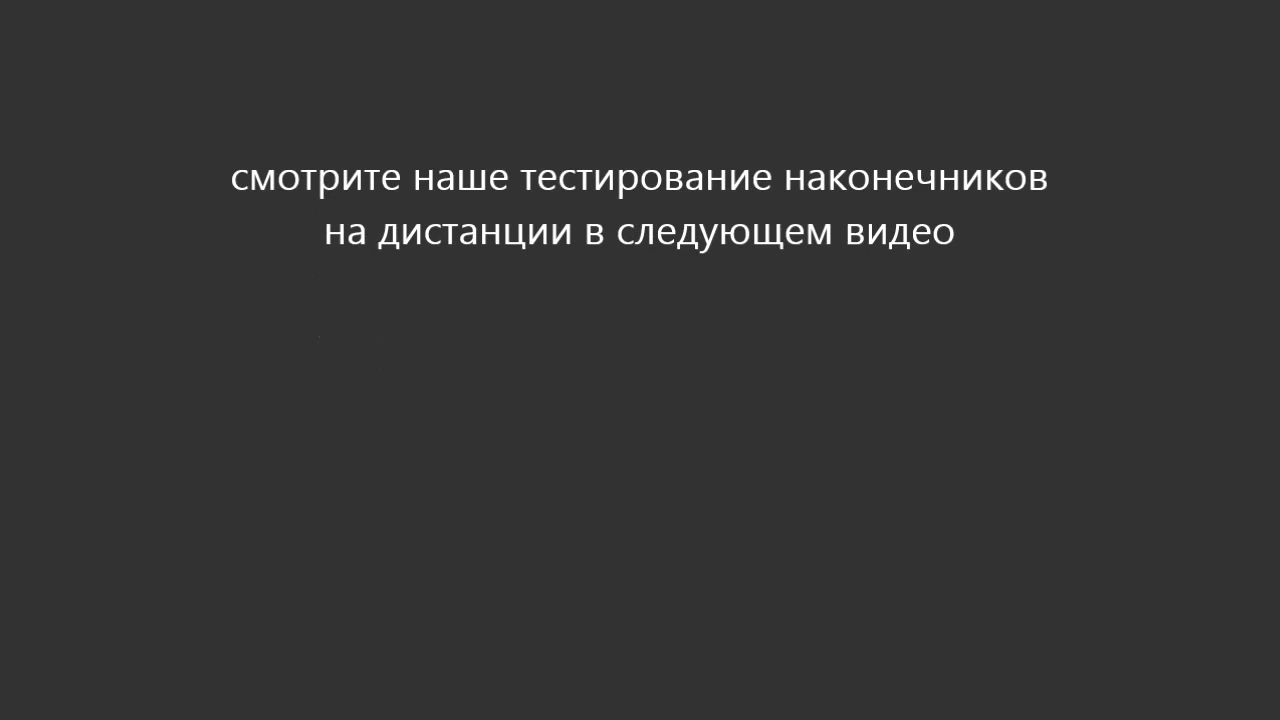 смотрите наше тестирование наконечников
на дистанции в следующем видео